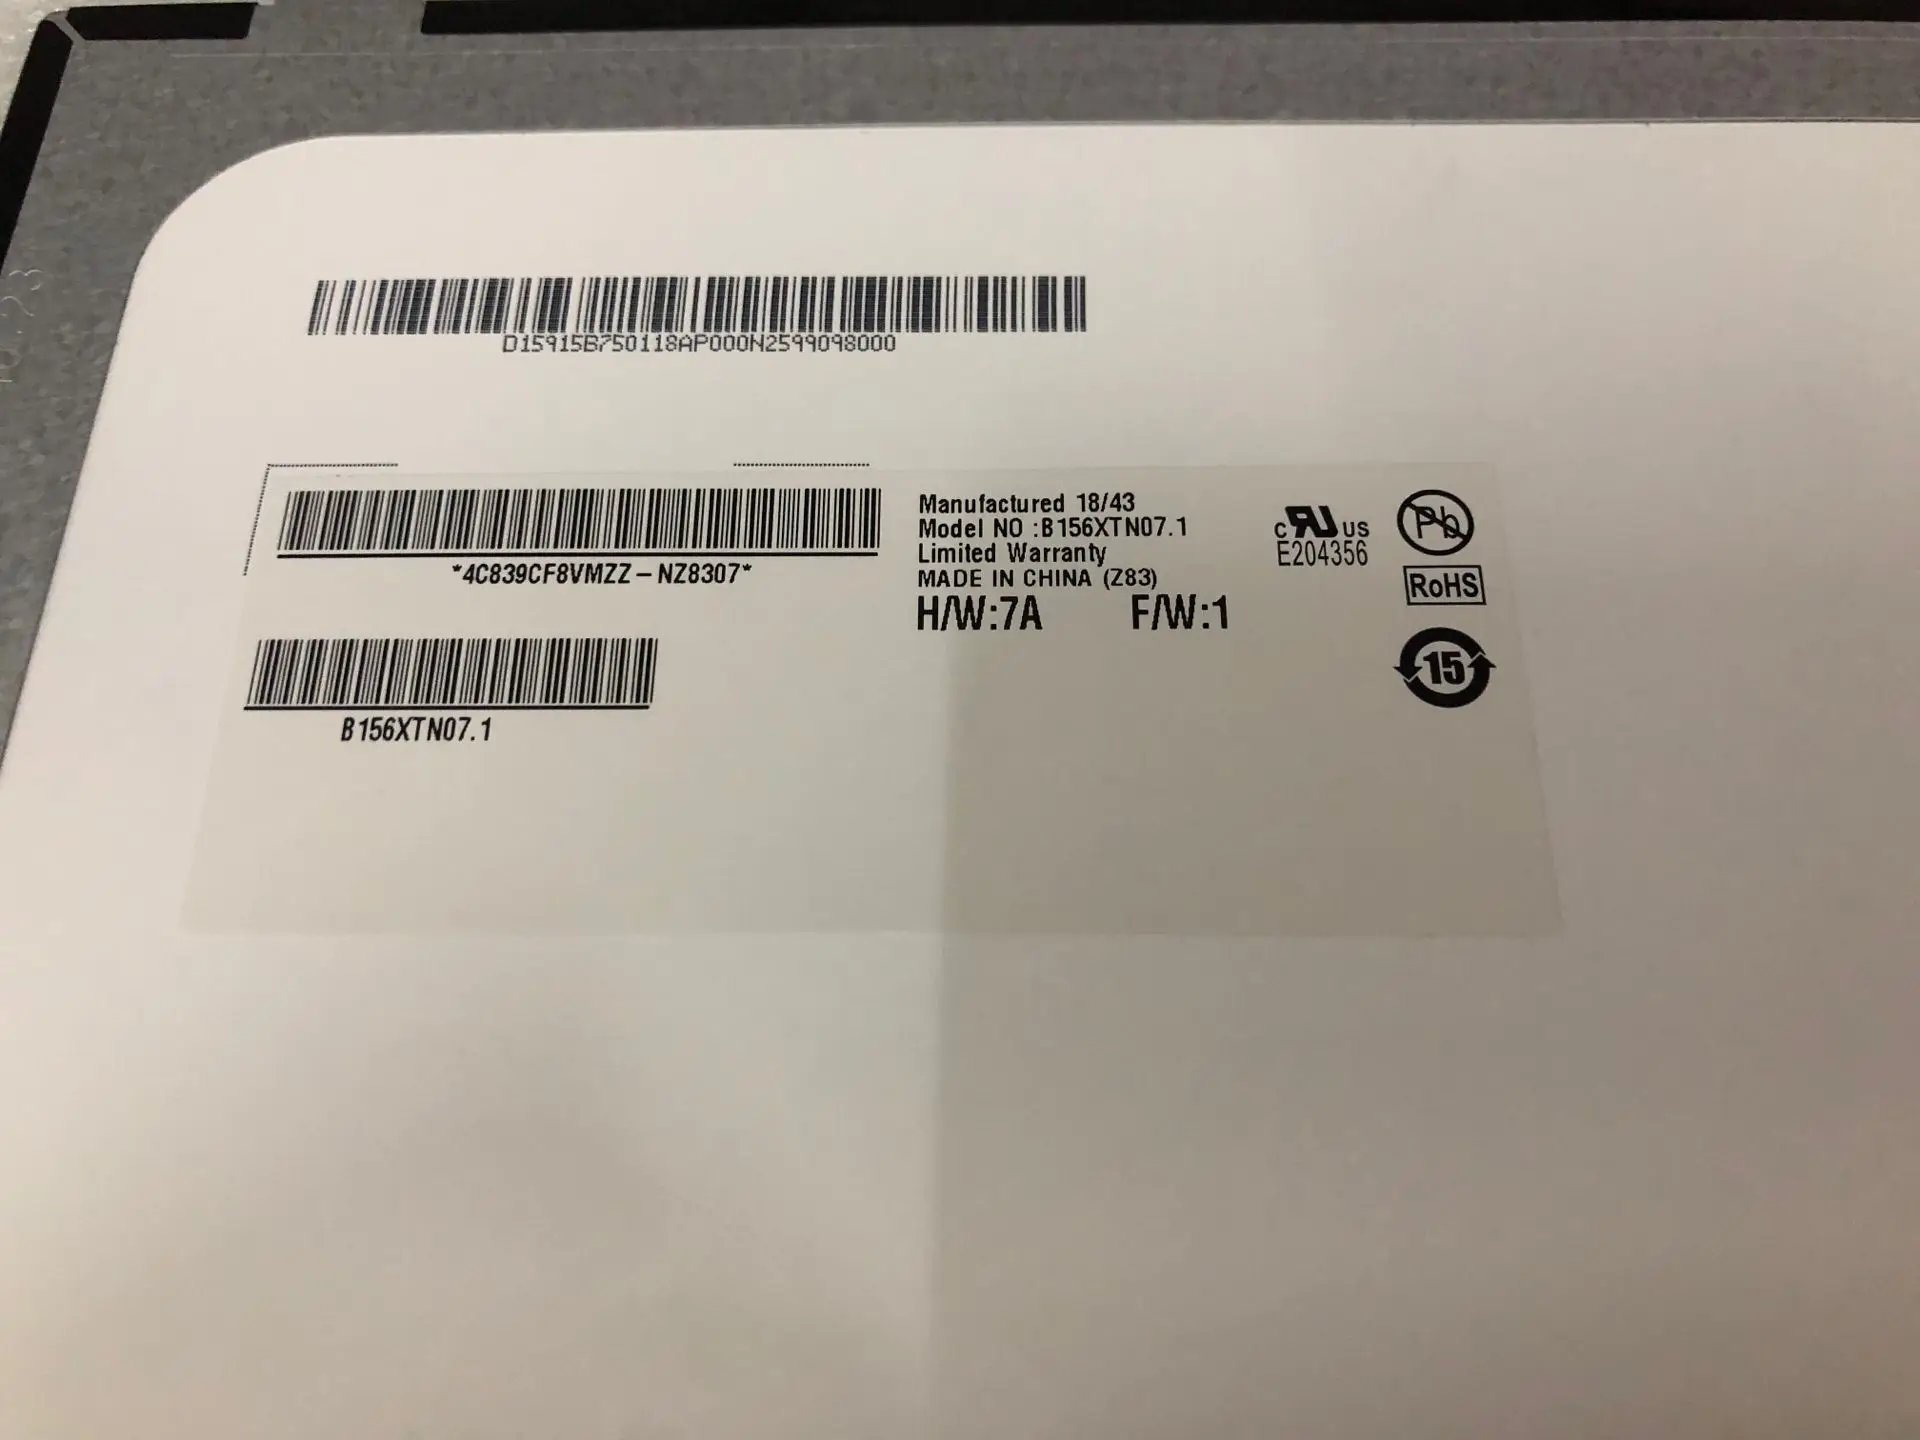 D15915B750118AP000N2599098000
*4C839CF8VMZZ-NZ8307*
B156XTN07.1
Manufactured 18/43
Model NO :B156XTN07.1
Limited Warranty
MADE IN CHINA (Z83)
H/W:7A F/W:1
c RU US
E204356
Pb
RoHS
15